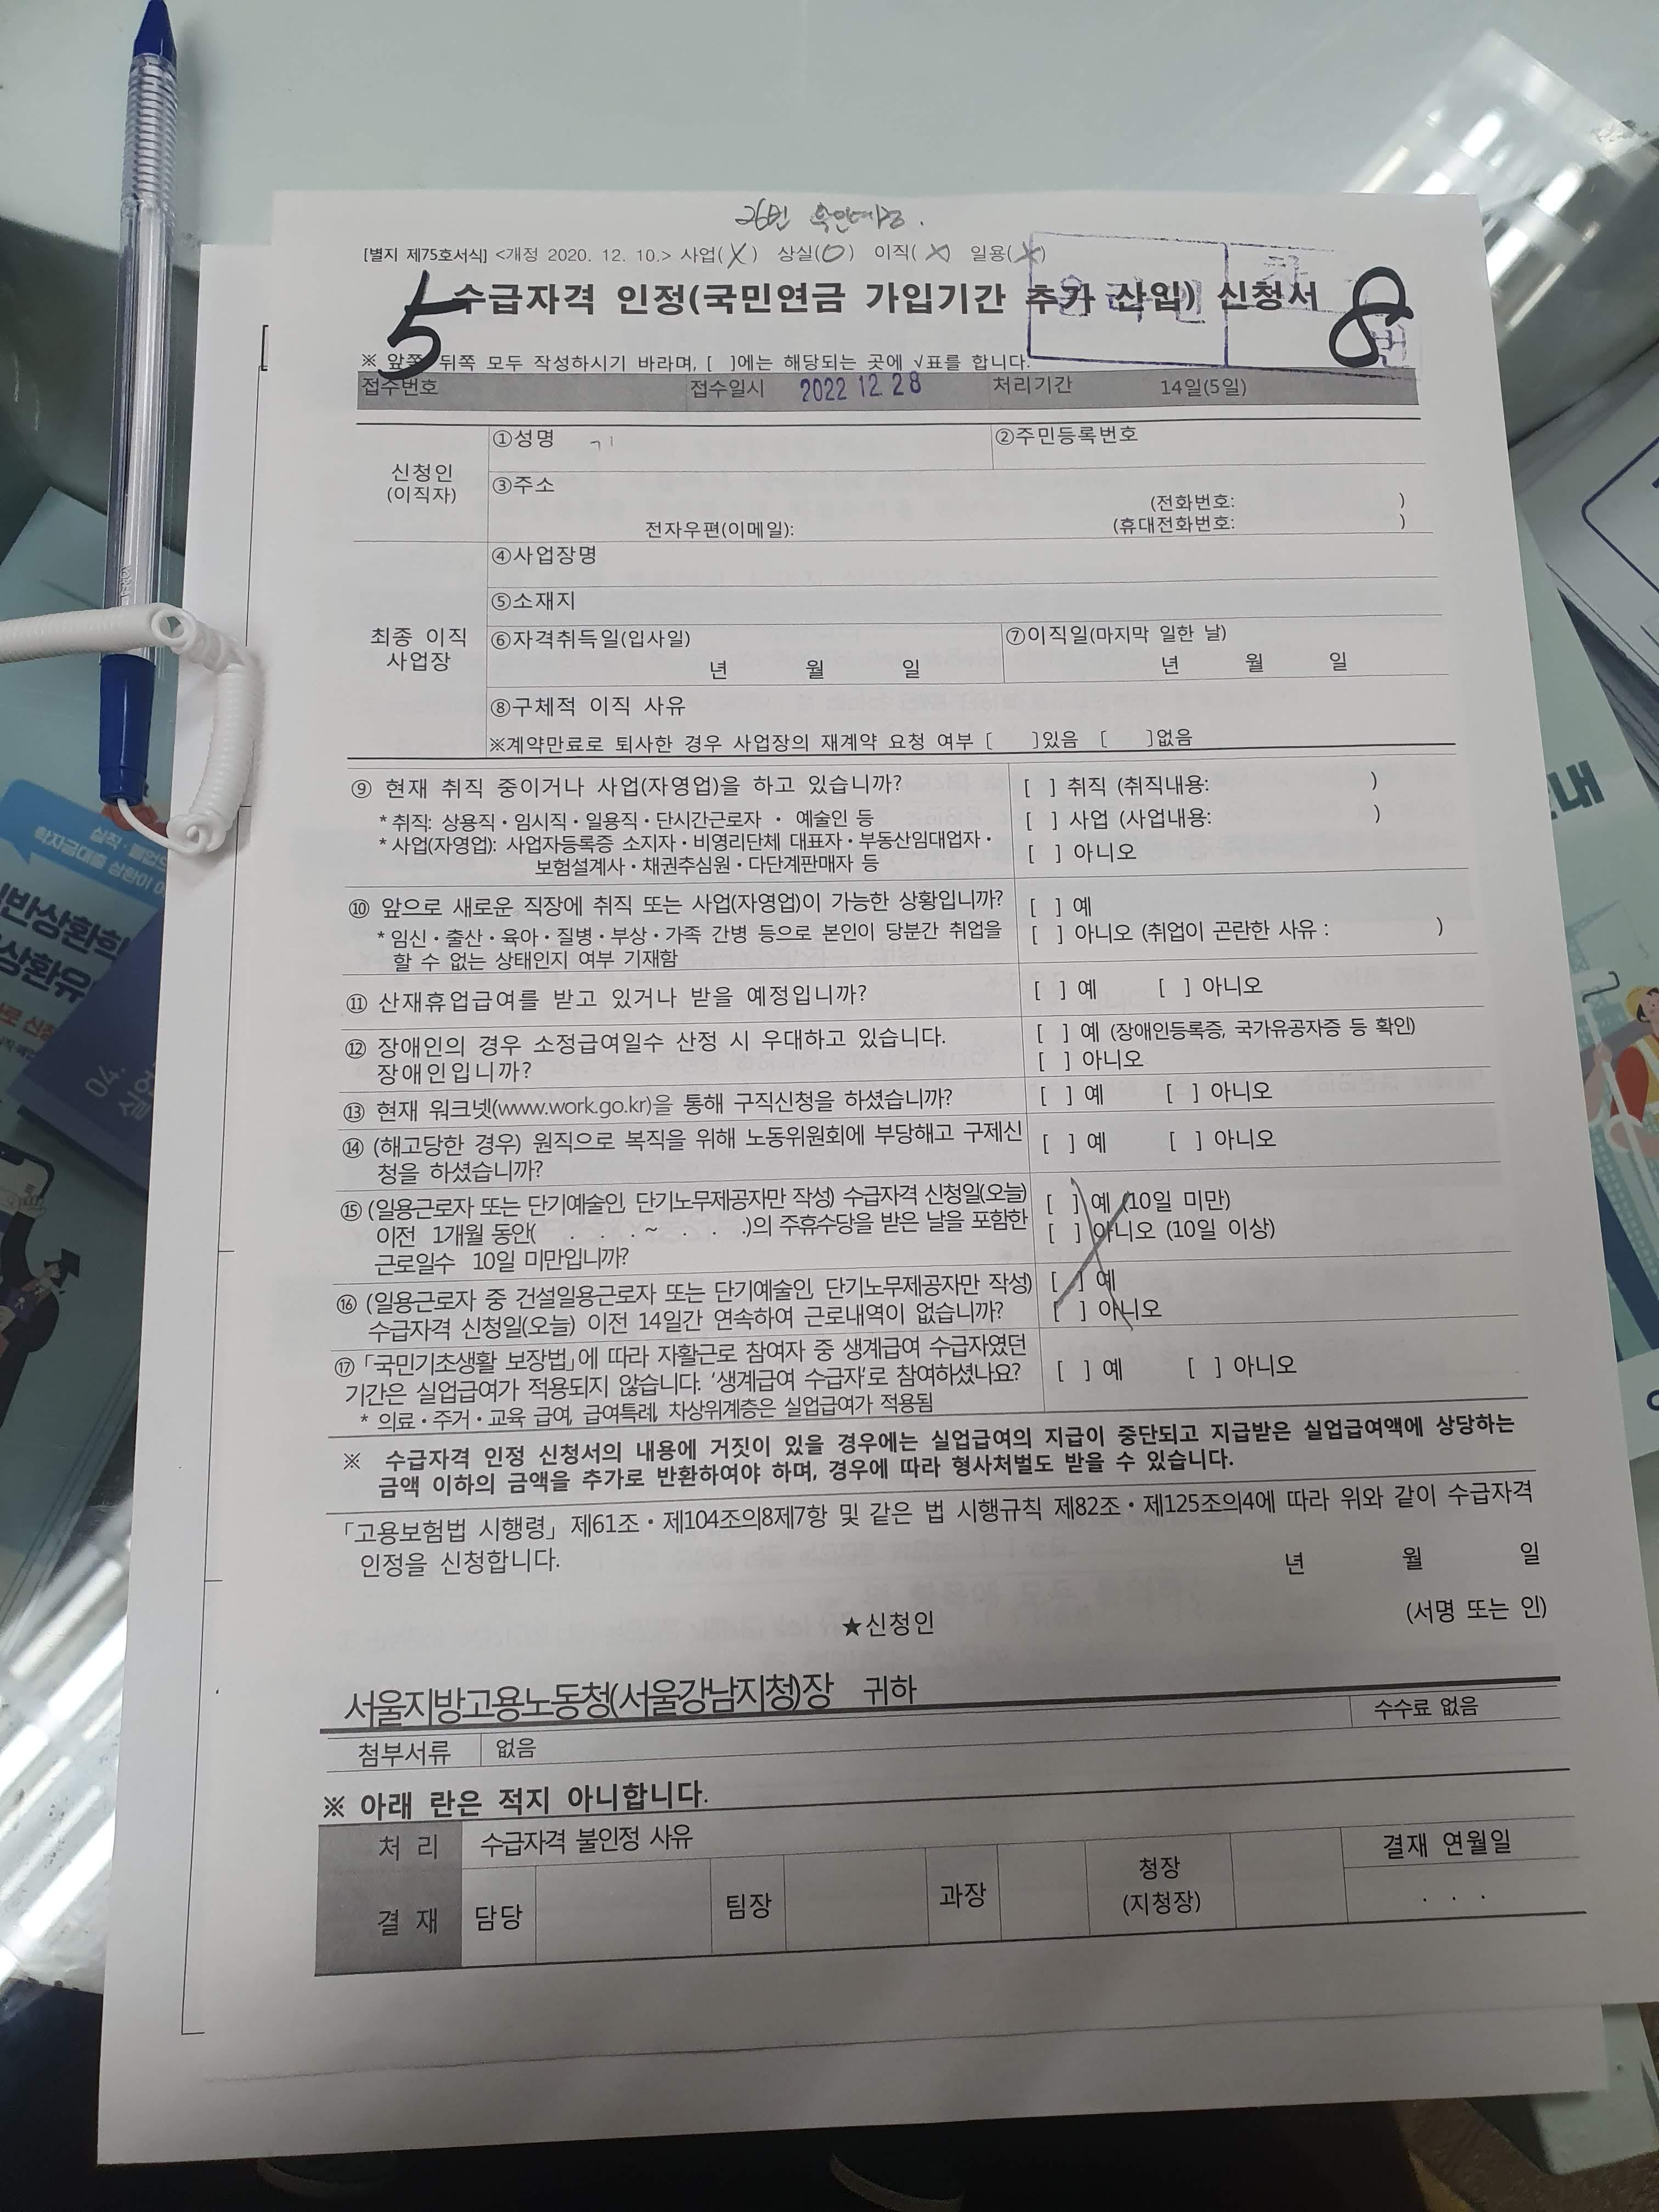 26번
[별지 제75호서식] <개정 2020. 12. 10.> 사업(X) 상실(O) 이직(X) 일용(X)
5 수급자격 인정(국민연금 가입기간 추가 산입) 신청서 8
번
※ 앞쪽 뒤쪽 모두 작성하시기 바라며, [ ]에는 해당되는 곳에 √표를 합니다.
접수번호 접수일시 2022 12 28 처리기간 14일(5일)
신청인
(이직자)
①성명 ②주민등록번호
③주소
(전화번호: )
전자우편(이메일): (휴대전화번호: )
최종 이직
사업장
④사업장명
⑤소재지
⑥자격취득일(입사일) ⑦이직일(마지막 일한 날)
년 월 일 년 월 일
⑧구체적 이직 사유
※계약만료로 퇴사한 경우 사업장의 재계약 요청 여부 [ ]있음 [ ]없음
⑨ 현재 취직 중이거나 사업(자영업)을 하고 있습니까? [ ] 취직 (취직내용: )
* 취직: 상용직・임시직・일용직・단시간근로자 ・ 예술인 등 [ ] 사업 (사업내용: )
* 사업(자영업): 사업자등록증 소지자・비영리단체 대표자・부동산임대업자・ [ ] 아니오
보험설계사・채권추심원・다단계판매자 등
⑩ 앞으로 새로운 직장에 취직 또는 사업(자영업)이 가능한 상황입니까? [ ] 예
* 임신・출산・육아・질병・부상・가족 간병 등으로 본인이 당분간 취업을 [ ] 아니오 (취업이 곤란한 사유 : )
할 수 없는 상태인지 여부 기재함
⑪ 산재휴업급여를 받고 있거나 받을 예정입니까? [ ] 예 [ ] 아니오
⑫ 장애인의 경우 소정급여일수 산정 시 우대하고 있습니다. [ ] 예 (장애인등록증, 국가유공자증 등 확인)
장애인입니까? [ ] 아니오
⑬ 현재 워크넷(www.work.go.kr)을 통해 구직신청을 하셨습니까? [ ] 예 [ ] 아니오
⑭ (해고당한 경우) 원직으로 복직을 위해 노동위원회에 부당해고 구제신 [ ] 예 [ ] 아니오
청을 하셨습니까?
⑮ (일용근로자 또는 단기예술인, 단기노무제공자만 작성) 수급자격 신청일(오늘) [ ] 예 (10일 미만)
이전 1개월 동안( . . . ~ . . .)의 주휴수당을 받은 날을 포함한 [ ] 아니오 (10일 이상)
근로일수 10일 미만입니까?
⑯ (일용근로자 중 건설일용근로자 또는 단기예술인, 단기노무제공자만 작성) [ ] 예
수급자격 신청일(오늘) 이전 14일간 연속하여 근로내역이 없습니까? [ ] 아니오
⑰ 「국민기초생활 보장법」에 따라 자활근로 참여자 중 생계급여 수급자였던
기간은 실업급여가 적용되지 않습니다. '생계급여 수급자'로 참여하셨나요? [ ] 예 [ ] 아니오
* 의료・주거・교육 급여, 급여특례, 차상위계층은 실업급여가 적용됨
※ 수급자격 인정 신청서의 내용에 거짓이 있을 경우에는 실업급여의 지급이 중단되고 지급받은 실업급여액에 상당하는
금액 이하의 금액을 추가로 반환하여야 하며, 경우에 따라 형사처벌도 받을 수 있습니다.
「고용보험법 시행령」 제61조・제104조의8제7항 및 같은 법 시행규칙 제82조・제125조의4에 따라 위와 같이 수급자격
인정을 신청합니다.
년 월 일
★신청인 (서명 또는 인)
서울지방고용노동청(서울강남지청)장 귀하
첨부서류 없음 수수료 없음
※ 아래 란은 적지 아니합니다.
처 리 수급자격 불인정 사유
결 재 담당 팀장 과장 청장
(지청장)
결재 연월일
. . .